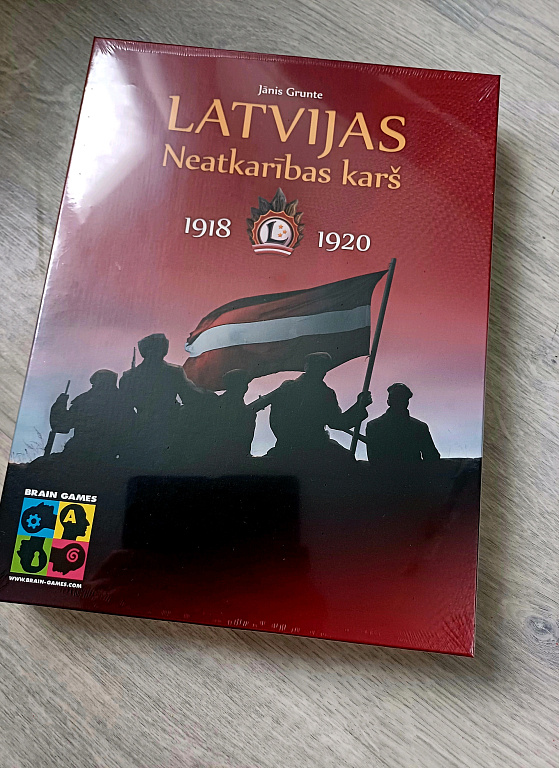 Jānis Grunte
LATVIJAS
Neatkarības karš
1918 L 1920
BRAIN GAMES
A
WWW.BRAIN-GAMES.COM